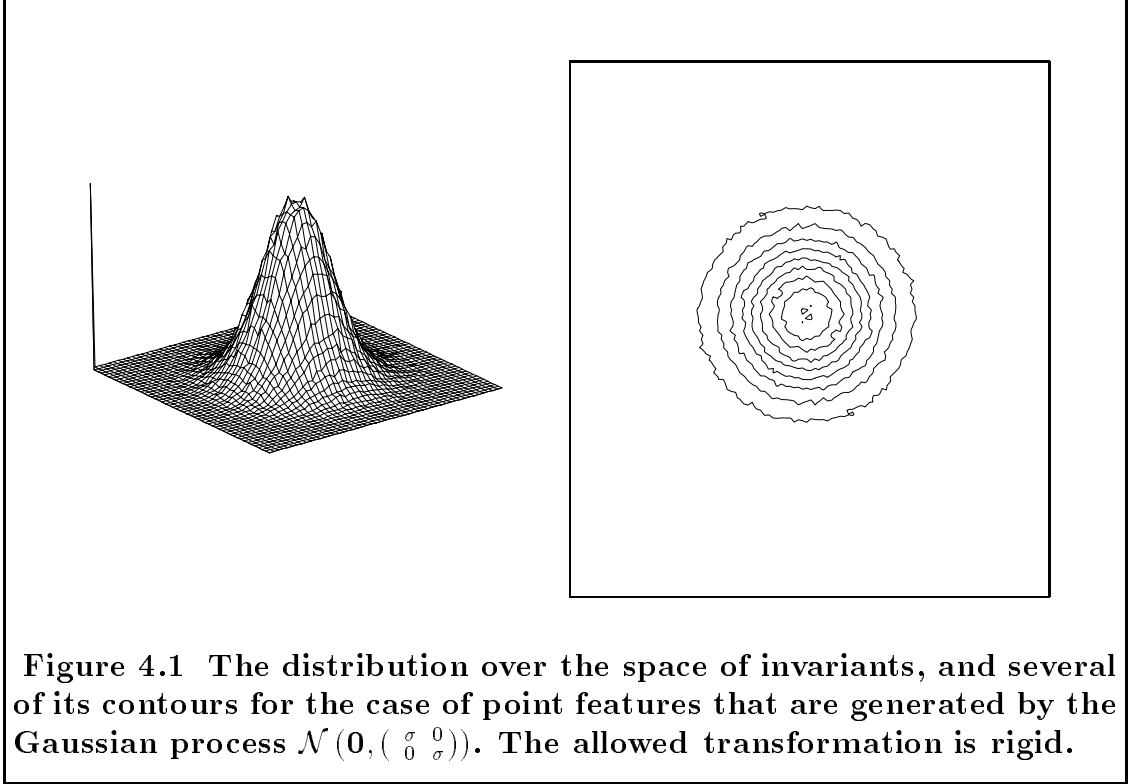 Figure 4.1 The distribution over the space of invariants, and several
of its contours for the case of point features that are generated by the
Gaussian process 𝒩(0, ( σ 0 0 σ )). The allowed transformation is rigid.